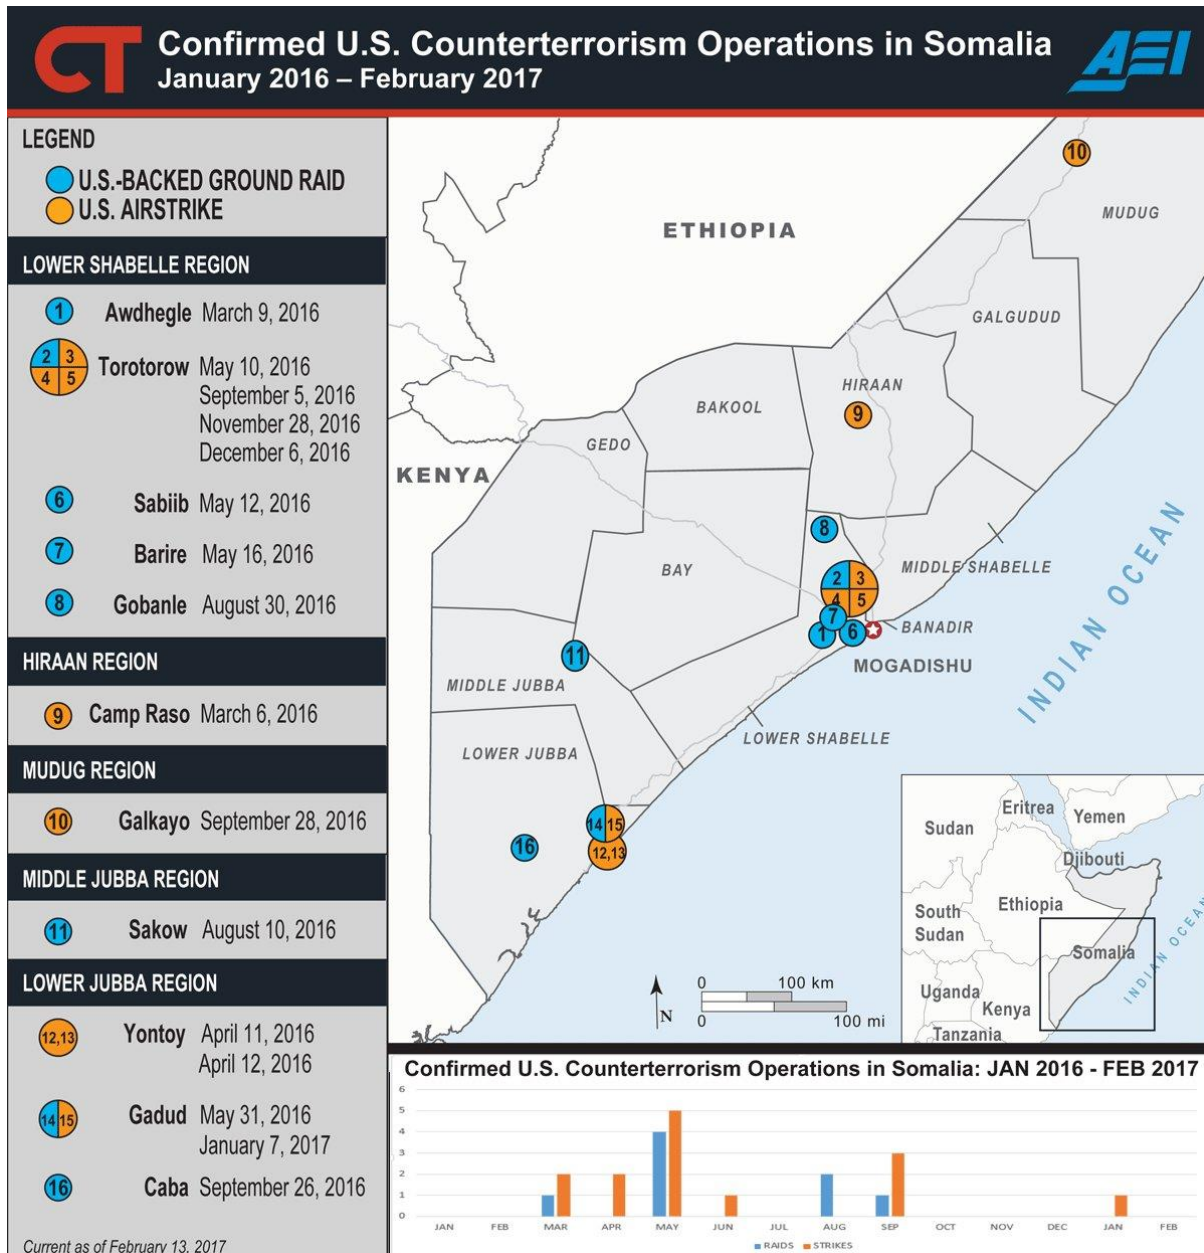 CT Confirmed U.S. Counterterrorism Operations in Somalia
January 2016 – February 2017
AEI
LEGEND
U.S.-BACKED GROUND RAID
U.S. AIRSTRIKE
LOWER SHABELLE REGION
1 Awdhegle March 9, 2016
2 3 4 5 Torotorow May 10, 2016
September 5, 2016
November 28, 2016
December 6, 2016
6 Sabiib May 12, 2016
7 Barire May 16, 2016
8 Gobanle August 30, 2016
HIRAAN REGION
9 Camp Raso March 6, 2016
MUDUG REGION
10 Galkayo September 28, 2016
MIDDLE JUBBA REGION
11 Sakow August 10, 2016
LOWER JUBBA REGION
12,13 Yontoy April 11, 2016
April 12, 2016
14 15 Gadud May 31, 2016
January 7, 2017
16 Caba September 26, 2016
Current as of February 13, 2017
10
MUDUG
ETHIOPIA
GALGUDUD
HIRAAN
9
BAKOOL
GEDO
KENYA
8
BAY
2 3
4 5
MIDDLE SHABELLE
7
1 6
BANADIR
MOGADISHU
11
MIDDLE JUBBA
LOWER SHABELLE
LOWER JUBBA
14 15
12,13
16
INDIAN OCEAN
N
0 100 km
0 100 mi
Eritrea
Yemen
Sudan
Djibouti
Ethiopia
South
Sudan
Somalia
INDIAN OCEAN
Uganda
Kenya
Tanzania
Confirmed U.S. Counterterrorism Operations in Somalia: JAN 2016 - FEB 2017
6
5
4
3
2
1
0
JAN FEB MAR APR MAY JUN JUL AUG SEP OCT NOV DEC JAN FEB
RAIDS STRIKES